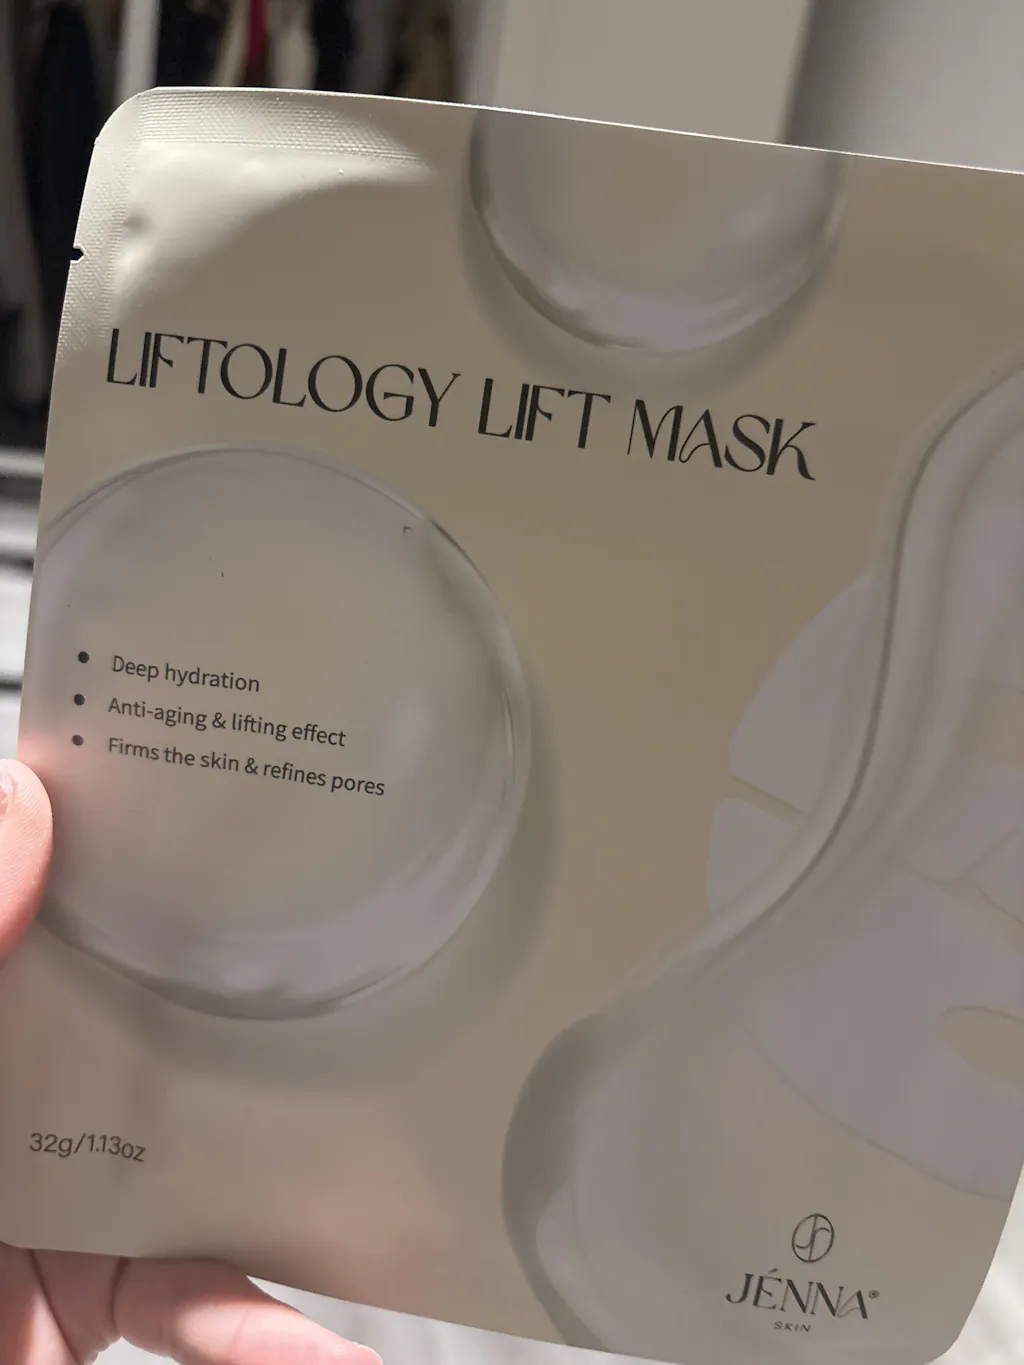 LIFTOLOGY LIFT MASK
• Deep hydration
• Anti-aging & lifting effect
• Firms the skin & refines pores
32g/1.13oz
JÉNNA®
SKIN